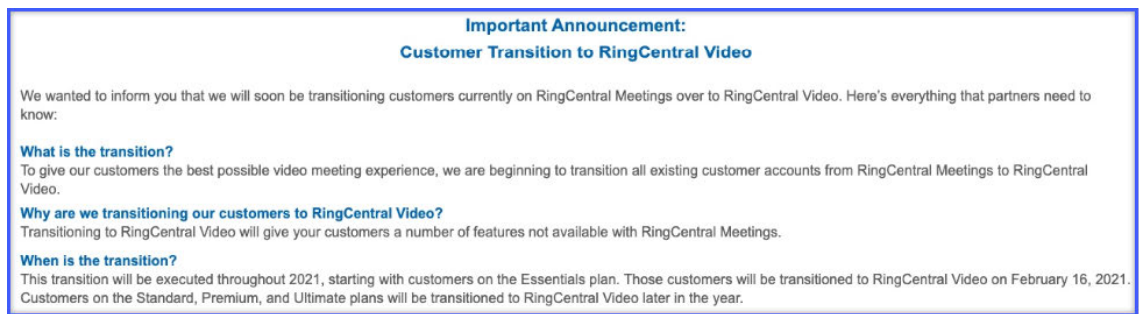 Important Announcement:
Customer Transition to RingCentral Video
We wanted to inform you that we will soon be transitioning customers currently on RingCentral Meetings over to RingCentral Video. Here's everything that partners need to
know:
What is the transition?
To give our customers the best possible video meeting experience, we are beginning to transition all existing customer accounts from RingCentral Meetings to RingCentral
Video.
Why are we transitioning our customers to RingCentral Video?
Transitioning to RingCentral Video will give your customers a number of features not available with RingCentral Meetings.
When is the transition?
This transition will be executed throughout 2021, starting with customers on the Essentials plan. Those customers will be transitioned to RingCentral Video on February 16, 2021.
Customers on the Standard, Premium, and Ultimate plans will be transitioned to RingCentral Video later in the year.